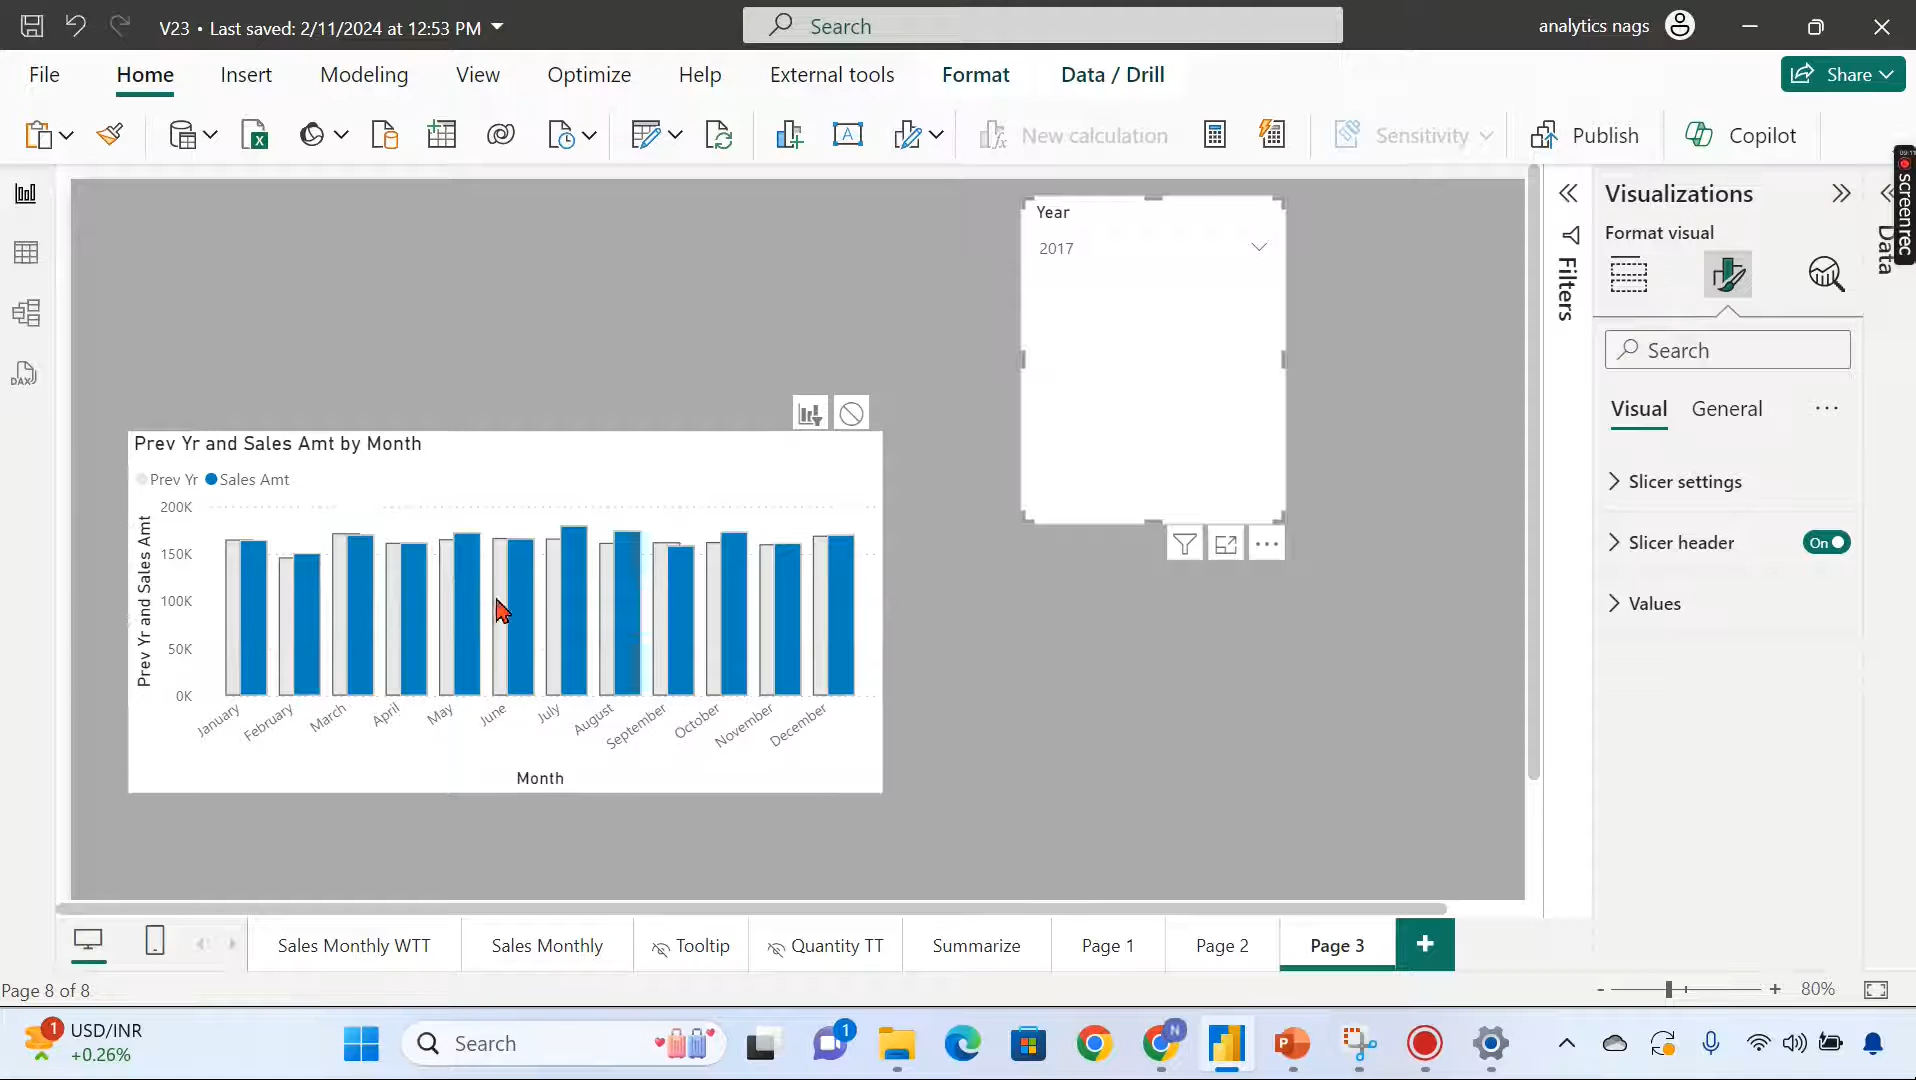 V23 • Last saved: 2/11/2024 at 12:53 PM
Search
analytics nags
File
Home
Insert
Modeling
View
Optimize
Help
External tools
Format
Data / Drill
Share
New calculation
Sensitivity
Publish
Copilot
DAX
Year
2017
Prev Yr and Sales Amt by Month
Prev Yr
Sales Amt
Prev Yr and Sales Amt
200K
150K
100K
50K
0K
January
February
March
April
May
June
July
August
September
October
November
December
Month
Filters
Visualizations
Format visual
Search
Visual
General
Slicer settings
Slicer header
On
Values
Data
screenrec
Sales Monthly WTT
Sales Monthly
Tooltip
Quantity TT
Summarize
Page 1
Page 2
Page 3
Page 8 of 8
80%
1
USD/INR
+0.26%
Search
1
N